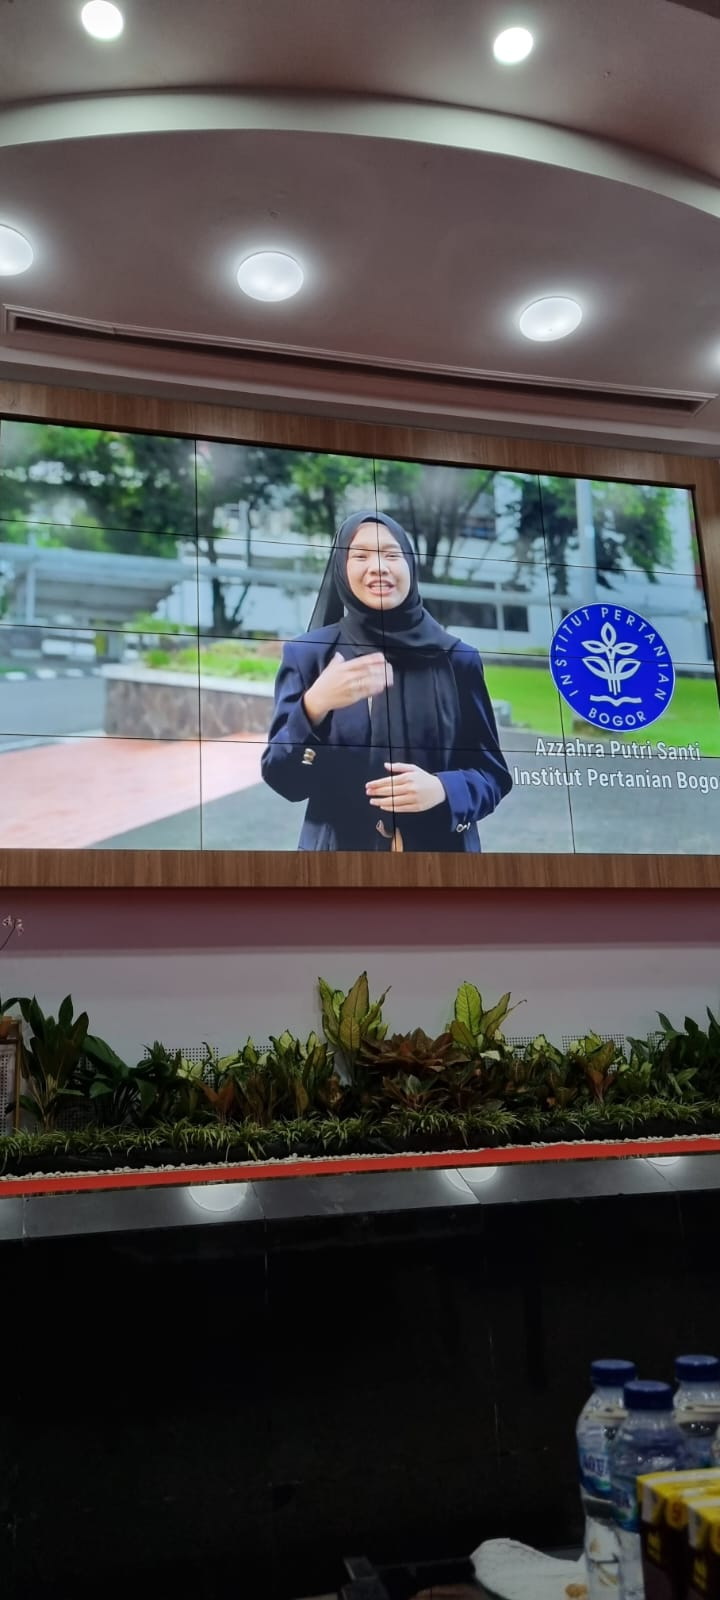 INSTITUT PERTANIAN
BOGOR
Azzahra Putri Santi
Institut Pertanian Bogo